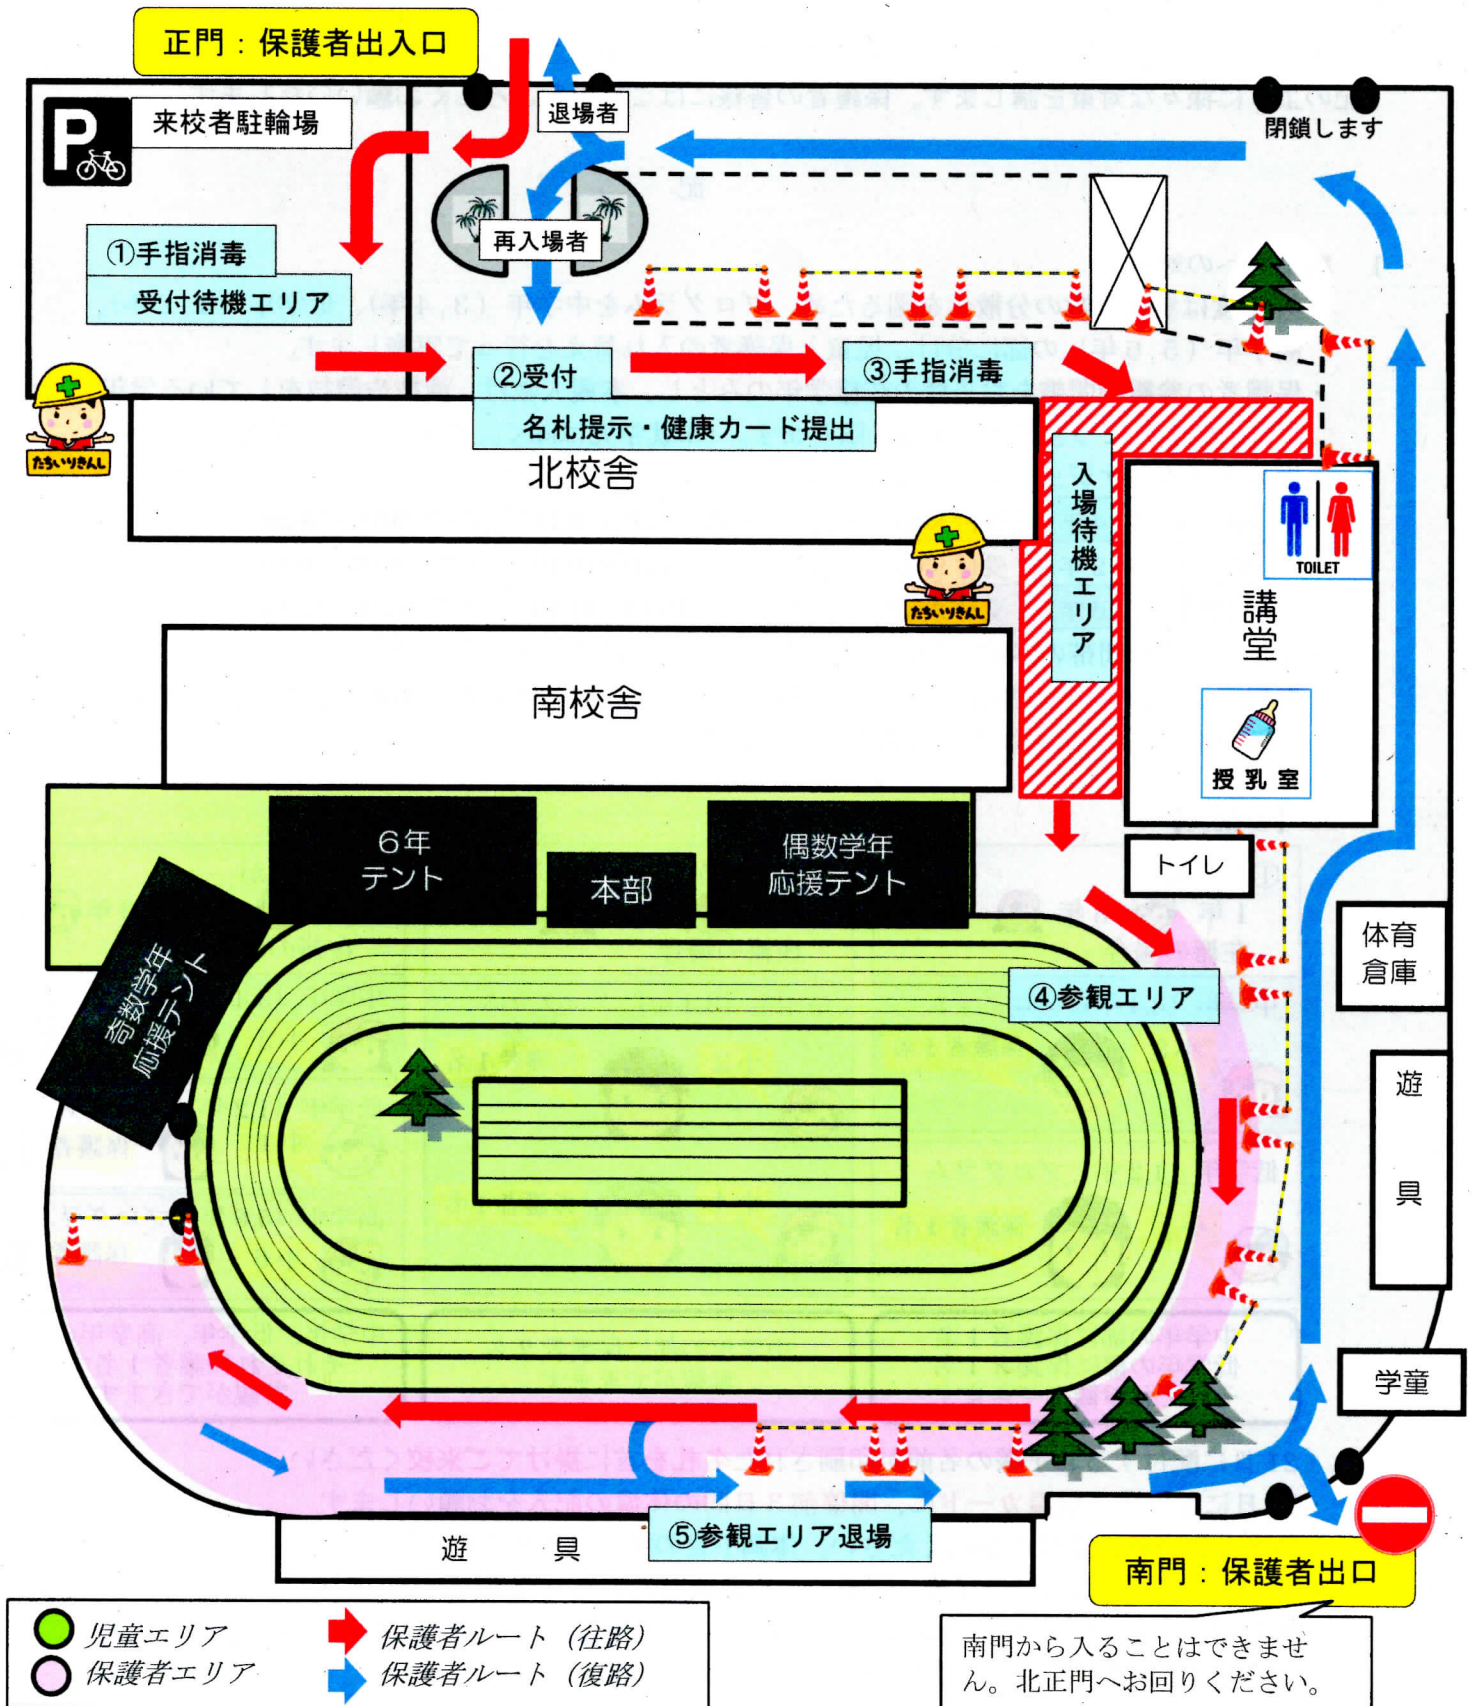 正門：保護者出入口
退場者
来校者駐輪場
P
閉鎖します
再入場者
①手指消毒
受付待機エリア
②受付
名札提示・健康カード提出
③手指消毒
たちいりきんし
北校舎
入場待機エリア
TOILET
講堂
たちいりきんし
南校舎
授乳室
6年
テント
本部
偶数学年
応援テント
トイレ
体育
倉庫
奇数学年
応援テント
④参観エリア
遊具
学童
遊具
⑤参観エリア退場
南門：保護者出口
児童エリア
保護者ルート（往路）
保護者エリア
保護者ルート（復路）
南門から入ることはできませ
ん。北正門へお回りください。